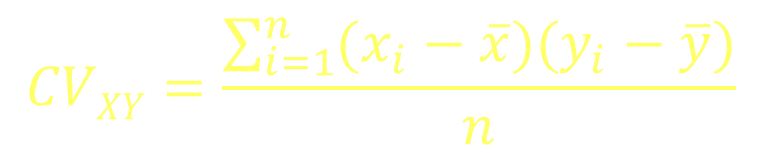 CV_XY = ∑_{i=1}^{n}(x_i − x̄)(y_i − ȳ) / n